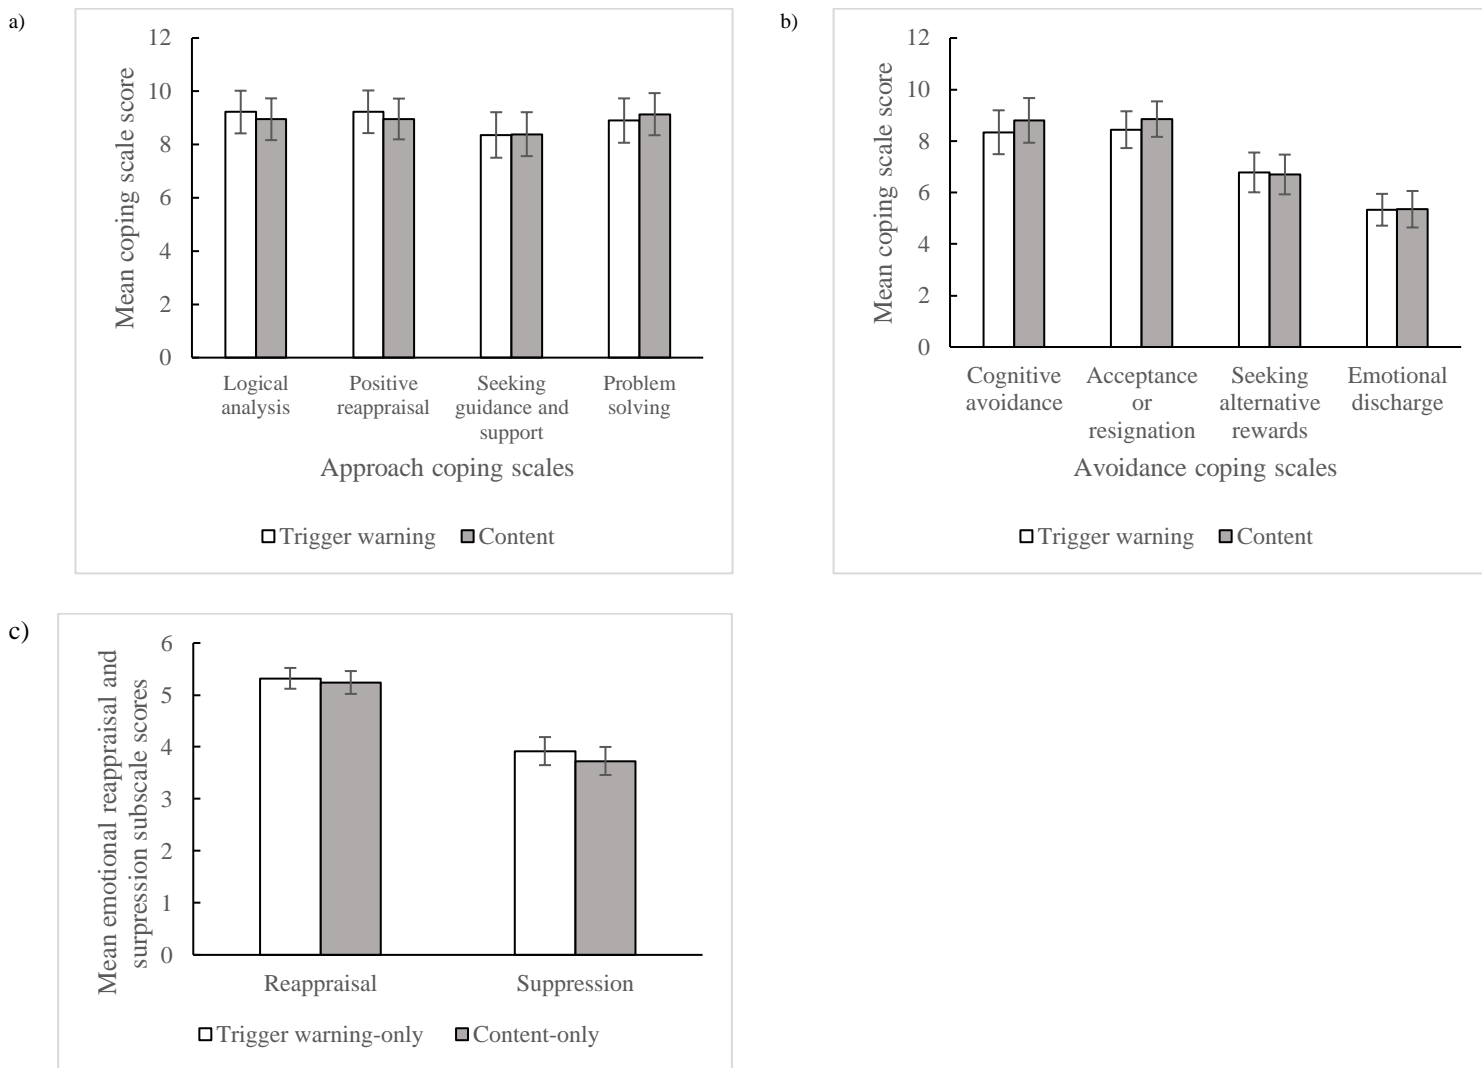 a)
12
10
8
6
4
2
0
Mean coping scale score
Logical
analysis
Positive
reappraisal
Seeking
guidance and
support
Problem
solving
Approach coping scales
Trigger warning
Content
b)
12
10
8
6
4
2
0
Mean coping scale score
Cognitive
avoidance
Acceptance
or
resignation
Seeking
alternative
rewards
Emotional
discharge
Avoidance coping scales
Trigger warning
Content
c)
6
5
4
3
2
1
0
Mean emotional reappraisal and
surpression subscale scores
Reappraisal
Suppression
Trigger warning-only
Content-only